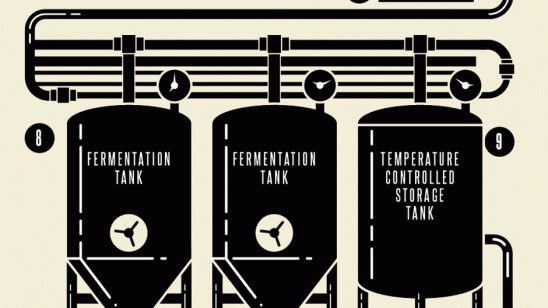 8
FERMENTATION
TANK
FERMENTATION
TANK
TEMPERATURE
CONTROLLED
STORAGE
TANK
9